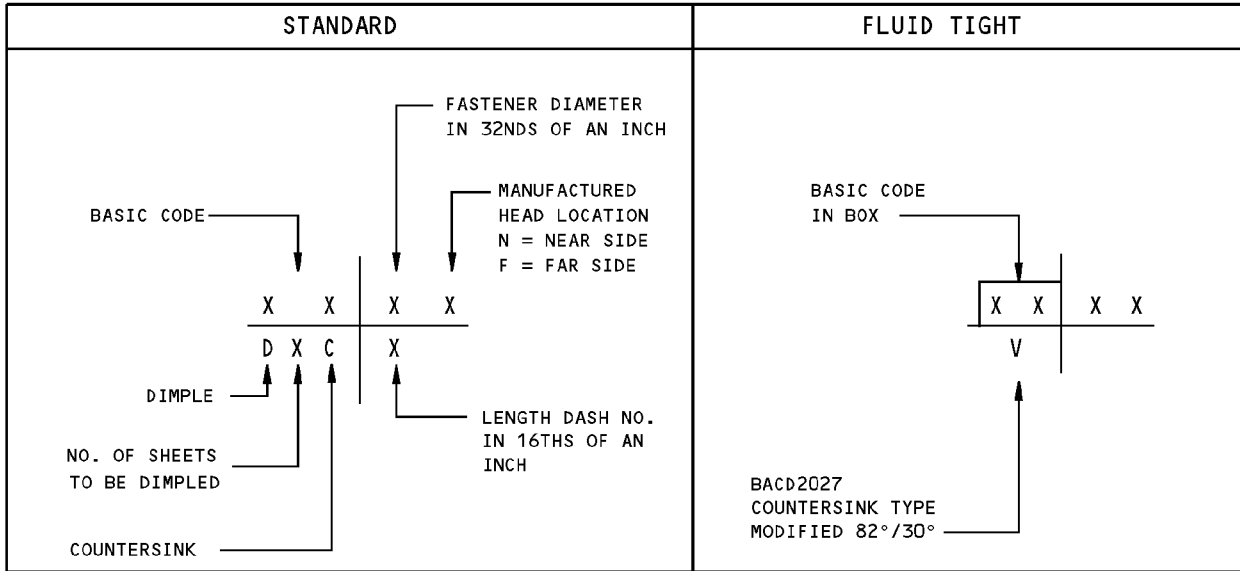 STANDARD
FLUID TIGHT
FASTENER DIAMETER
IN 32NDS OF AN INCH
BASIC CODE
MANUFACTURED
HEAD LOCATION
N = NEAR SIDE
F = FAR SIDE
X X X X
D X C X
DIMPLE
NO. OF SHEETS
TO BE DIMPLED
COUNTERSINK
LENGTH DASH NO.
IN 16THS OF AN
INCH
BASIC CODE
IN BOX
X X X X
V
BACD2027
COUNTERSINK TYPE
MODIFIED 82°/30°